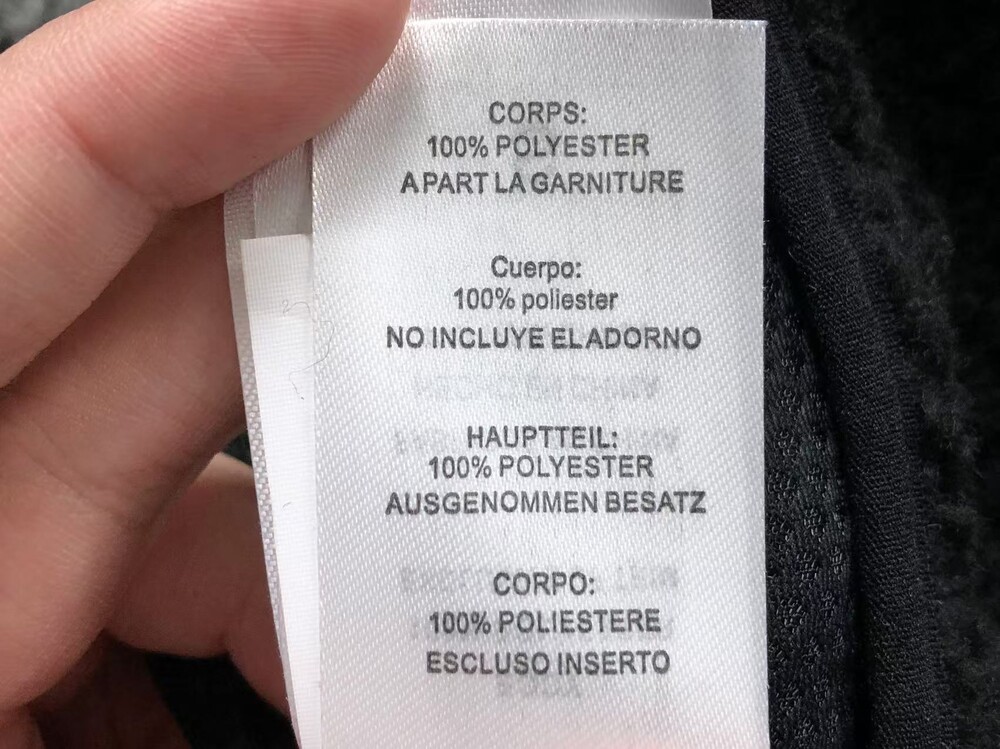 CORPS:
100% POLYESTER
APART LA GARNITURE
Cuerpo:
100% poliester
NO INCLUYE EL ADORNO
HAUPTTEIL:
100% POLYESTER
AUSGENOMMEN BESATZ
CORPO:
100% POLIESTERE
ESCLUSO INSERTO